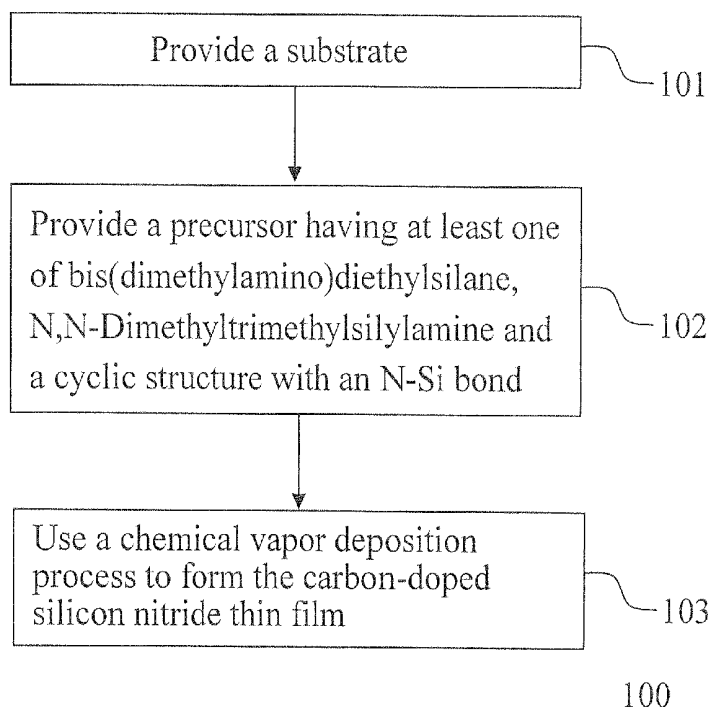 Provide a substrate
101
Provide a precursor having at least one
of bis(dimethylamino)diethylsilane,
N,N-Dimethyltrimethylsilylamine and
a cyclic structure with an N-Si bond
102
Use a chemical vapor deposition
process to form the carbon-doped
silicon nitride thin film
103
100